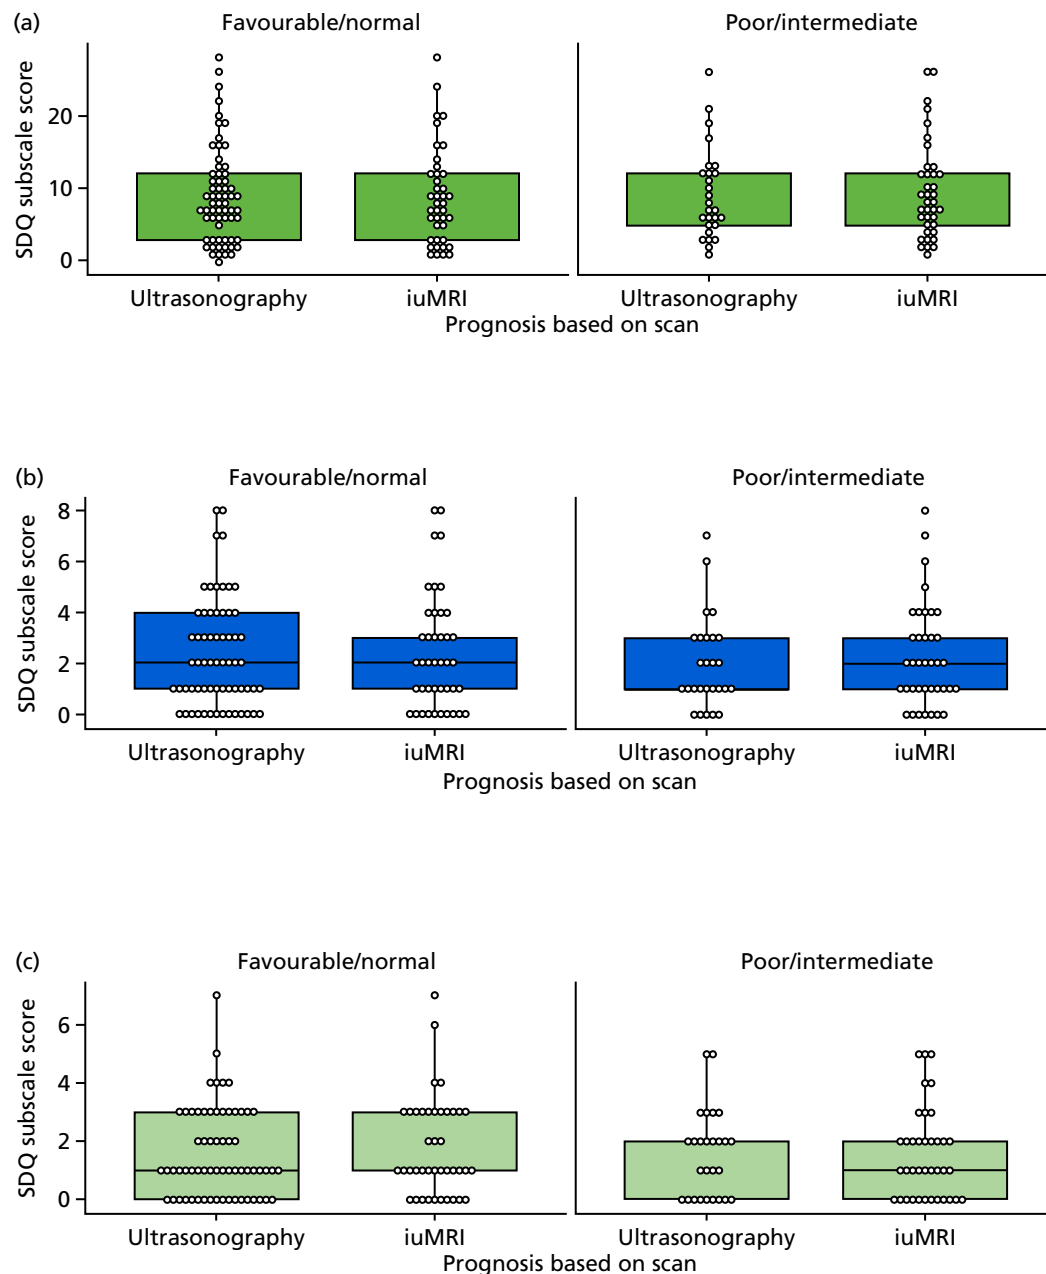 (a)
Favourable/normal
Poor/intermediate
SDQ subscale score
20
10
0
Ultrasonography
iuMRI
Ultrasonography
iuMRI
Prognosis based on scan
(b)
Favourable/normal
Poor/intermediate
SDQ subscale score
8
6
4
2
0
Ultrasonography
iuMRI
Ultrasonography
iuMRI
Prognosis based on scan
(c)
Favourable/normal
Poor/intermediate
SDQ subscale score
6
4
2
0
Ultrasonography
iuMRI
Ultrasonography
iuMRI
Prognosis based on scan